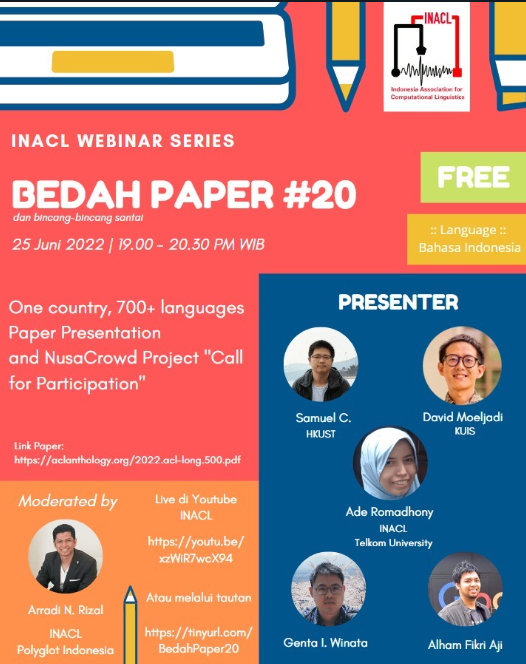 INACL
Indonesia Association for
Computational Linguistics
INACL WEBINAR SERIES
BEDAH PAPER #20
dan bincang-bincang santai
25 Juni 2022 | 19.00 - 20.30 PM WIB
FREE
:: Language ::
Bahasa Indonesia
One country, 700+ languages
Paper Presentation
and NusaCrowd Project "Call
for Participation"
Link Paper:
https://aclanthology.org/2022.acl-long.500.pdf
PRESENTER
Samuel C.
HKUST
David Moeljadi
KUIS
Ade Romadhony
INACL
Telkom University
Genta I. Winata
Alham Fikri Aji
Moderated by
Arradi N. Rizal
INACL
Polyglot Indonesia
Live di Youtube
INACL
https://youtu.be/
xzWiR7wcX94
Atau melalui tautan
https://tinyurl.com/
BedahPaper20